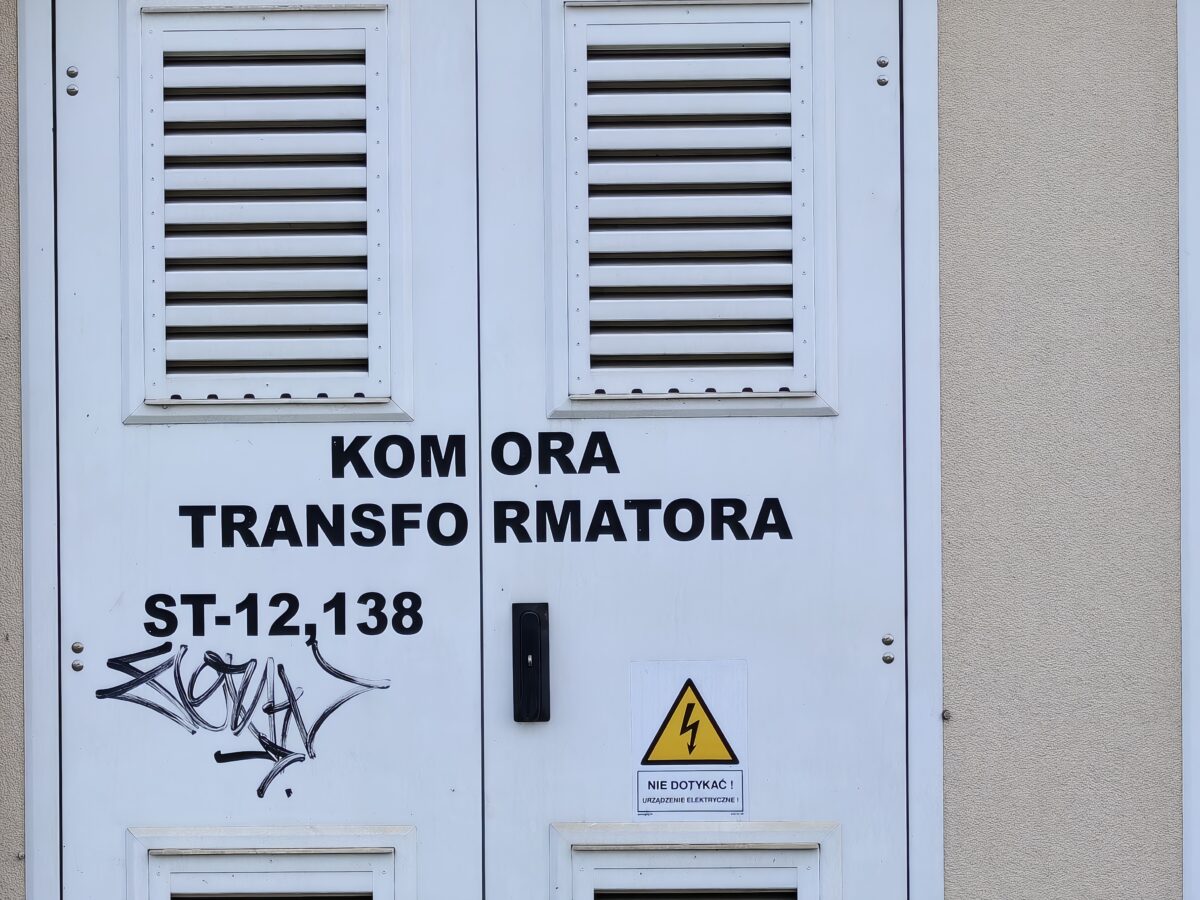 KOMORA
TRANSFORMATORA
ST-12,138
NIE DOTYKAĆ !
URZĄDZENIE ELEKTRYCZNE !